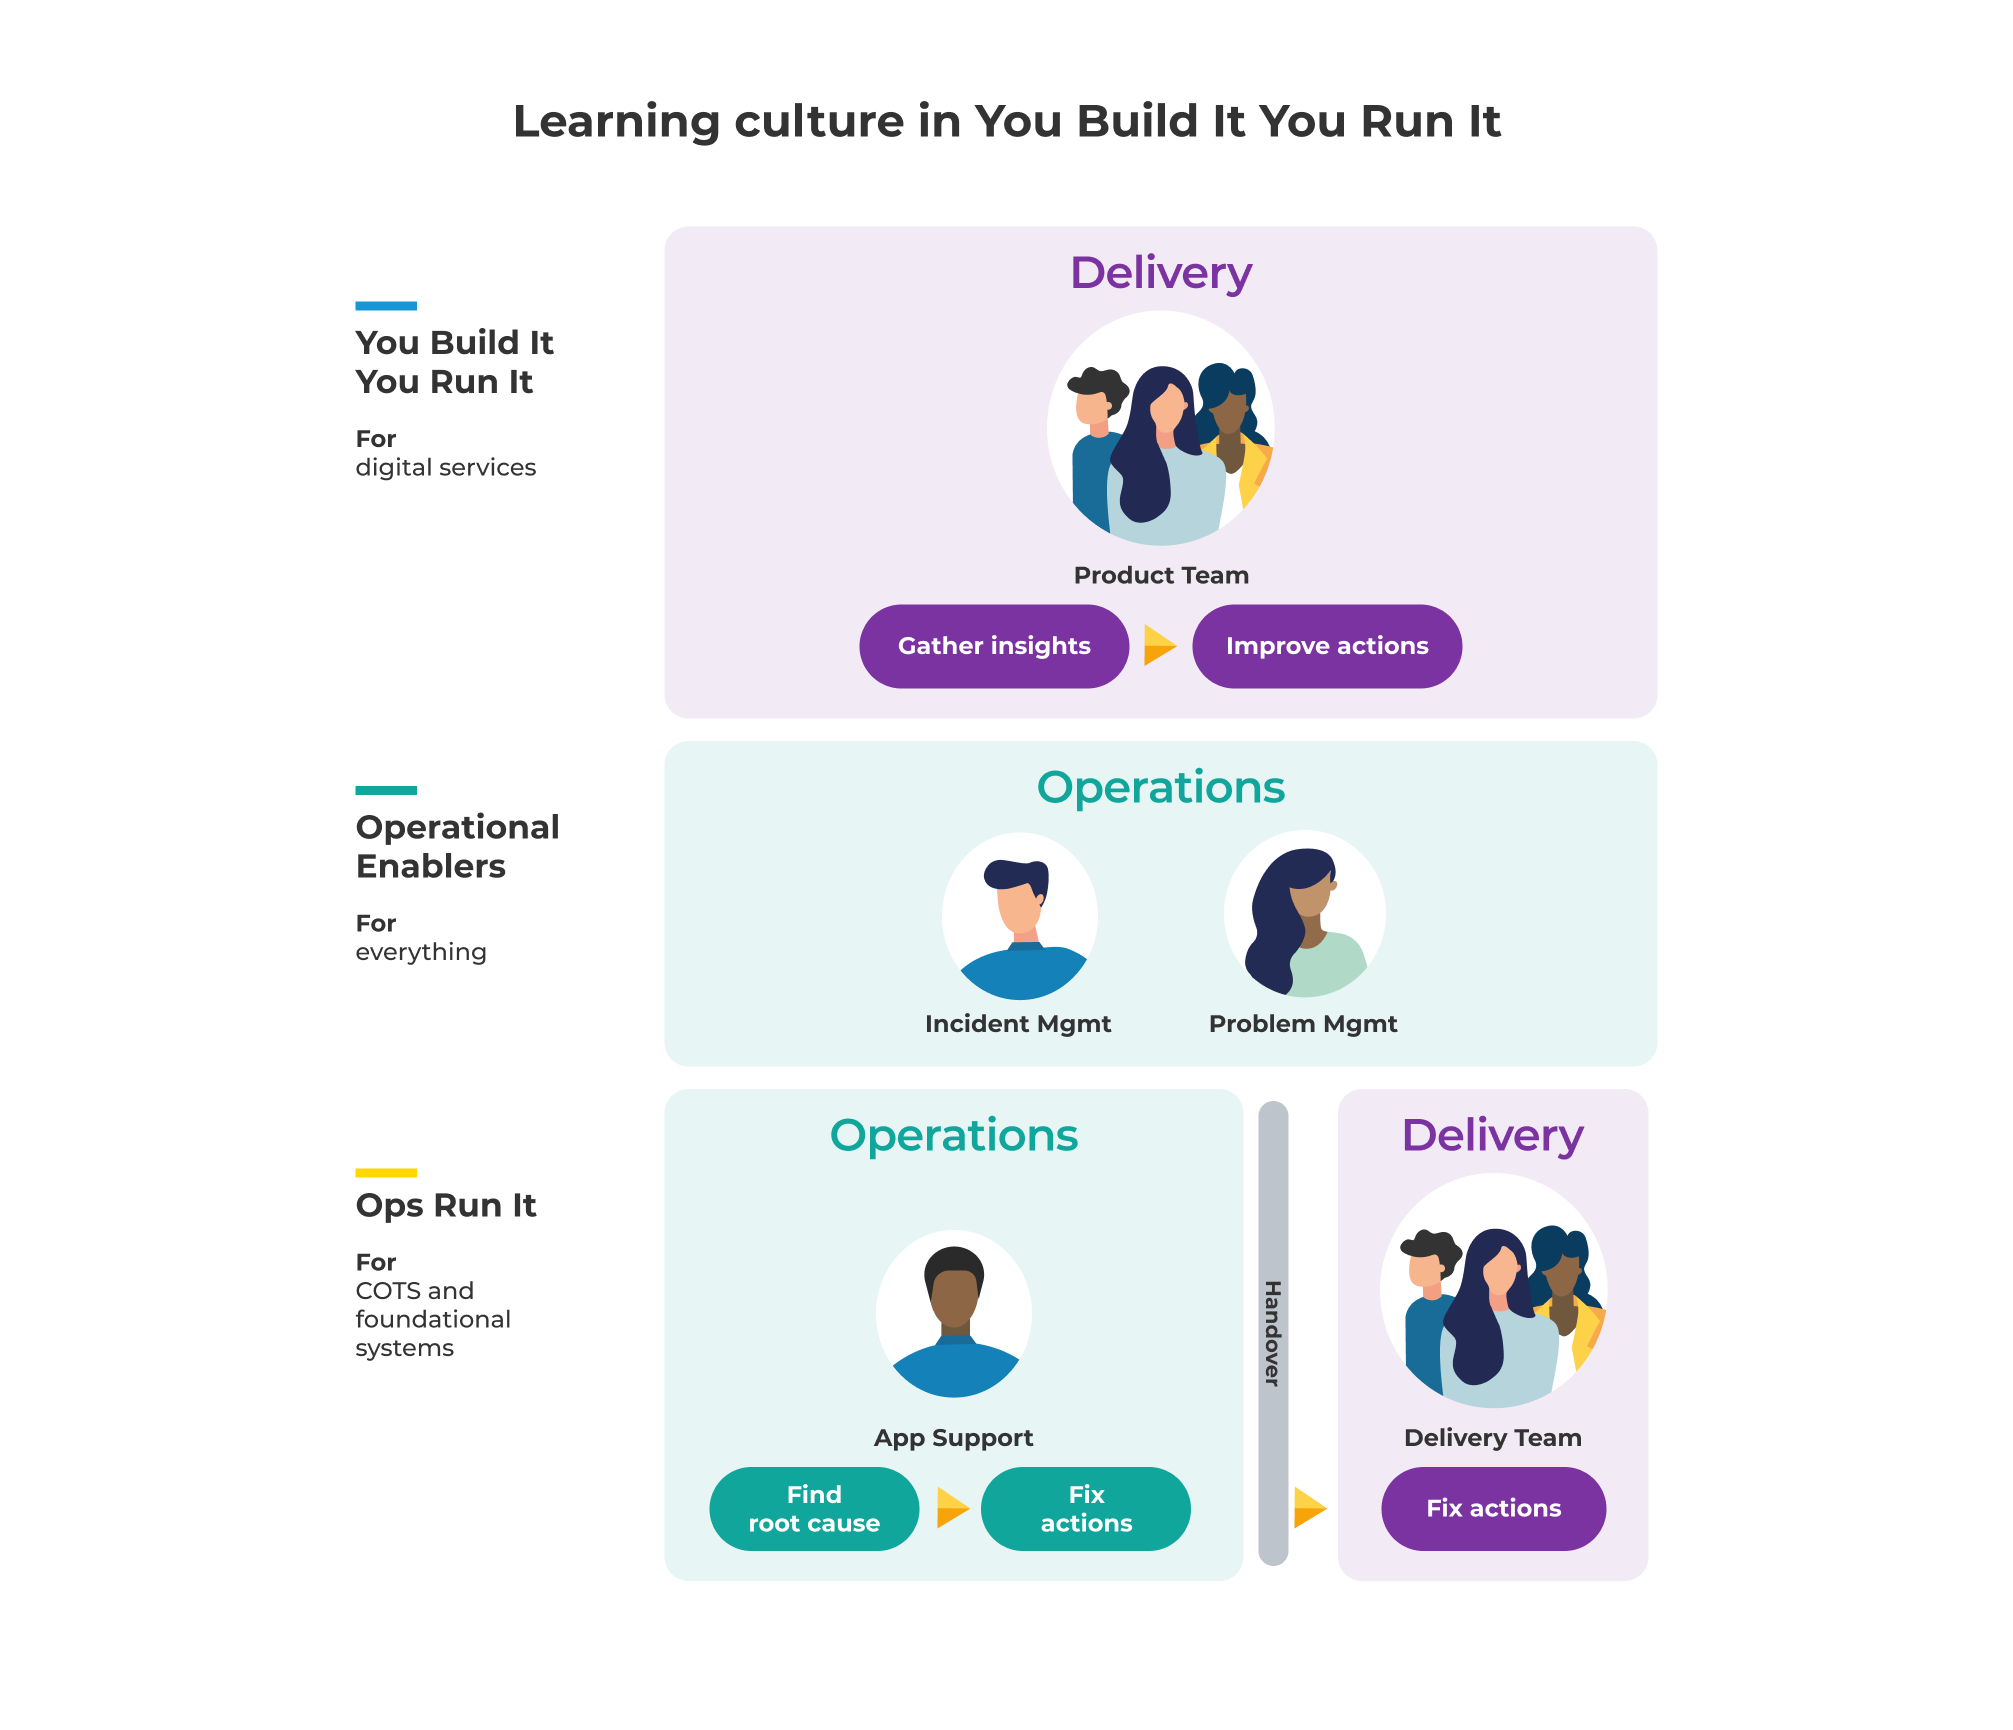 Learning culture in You Build It You Run It
You Build It
You Run It
For
digital services
Delivery
Product Team
Gather insights
Improve actions
Operational
Enablers
For
everything
Operations
Incident Mgmt
Problem Mgmt
Ops Run It
For
COTS and
foundational
systems
Operations
App Support
Find
root cause
Fix
actions
Handover
Delivery
Delivery Team
Fix actions